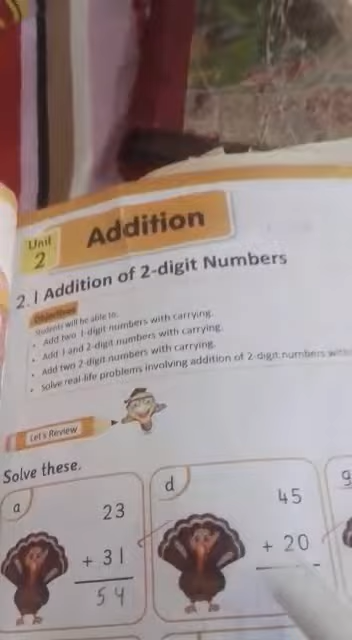 Unit
2
Addition
2.1 Addition of 2-digit Numbers
Objectives
Students will be able to:
• Add two 1-digit numbers with carrying.
• Add 1 and 2-digit numbers with carrying.
• Add two 2-digit numbers with carrying.
• Solve real-life problems involving addition of 2-digit numbers
Let's Review
Solve these.
a
23
+ 31
54
d
45
+ 20
g